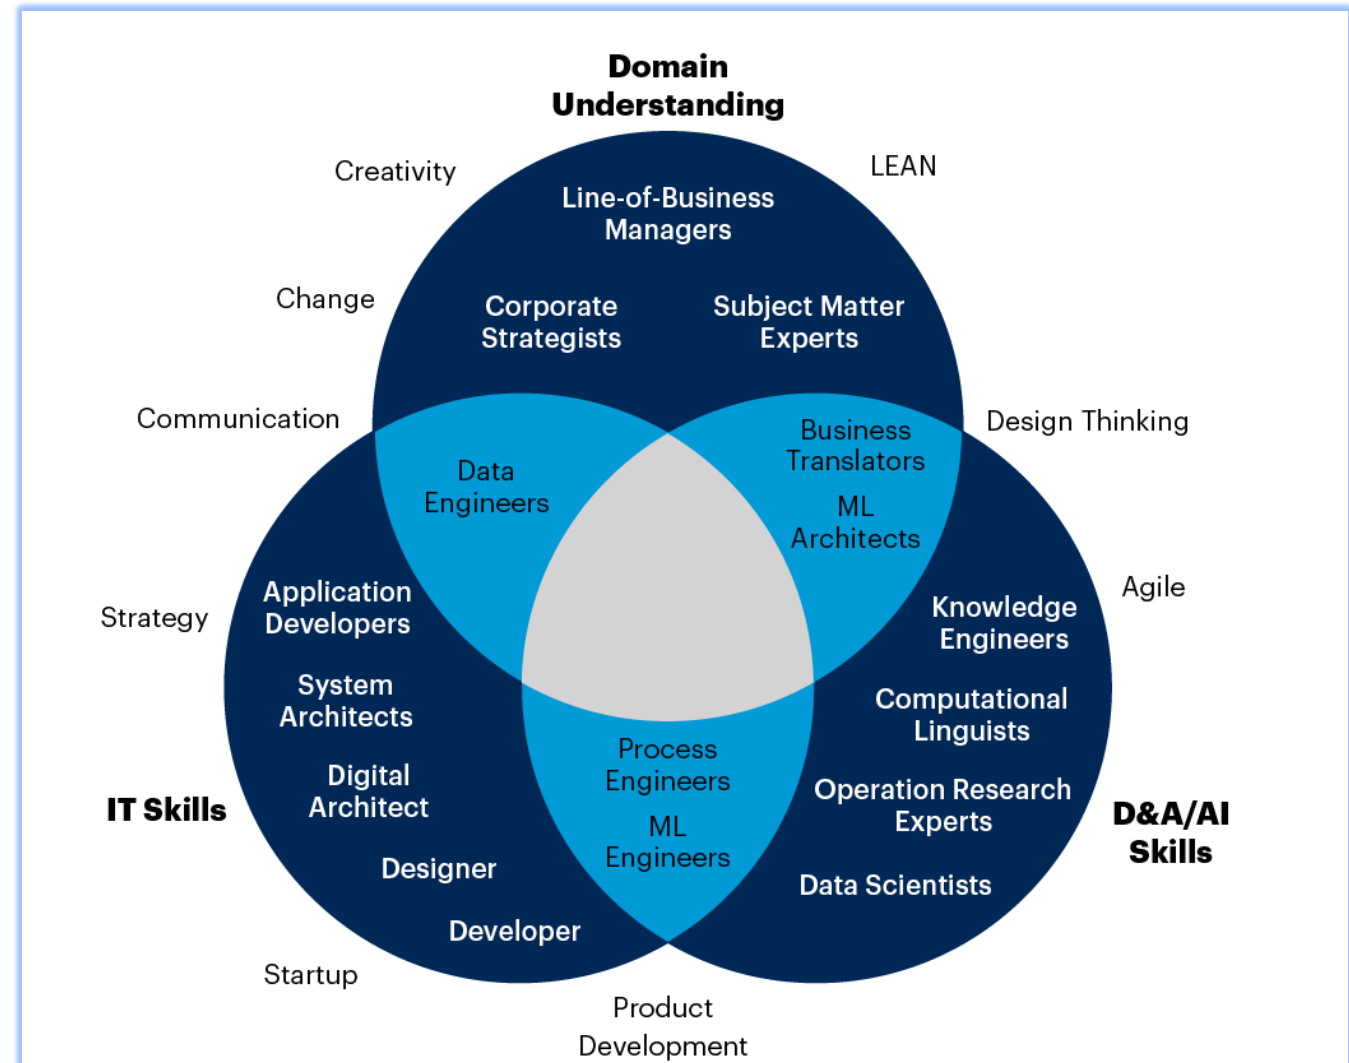 Domain
Understanding
Creativity
LEAN
Line-of-Business
Managers
Change
Corporate
Strategists
Subject Matter
Experts
Communication
Design Thinking
Business
Translators
Data
Engineers
ML
Architects
Agile
Strategy
Application
Developers
Knowledge
Engineers
System
Architects
Computational
Linguists
Process
Engineers
Digital
Architect
Operation Research
Experts
IT Skills
D&A/AI
Skills
ML
Engineers
Designer
Data Scientists
Developer
Startup
Product
Development